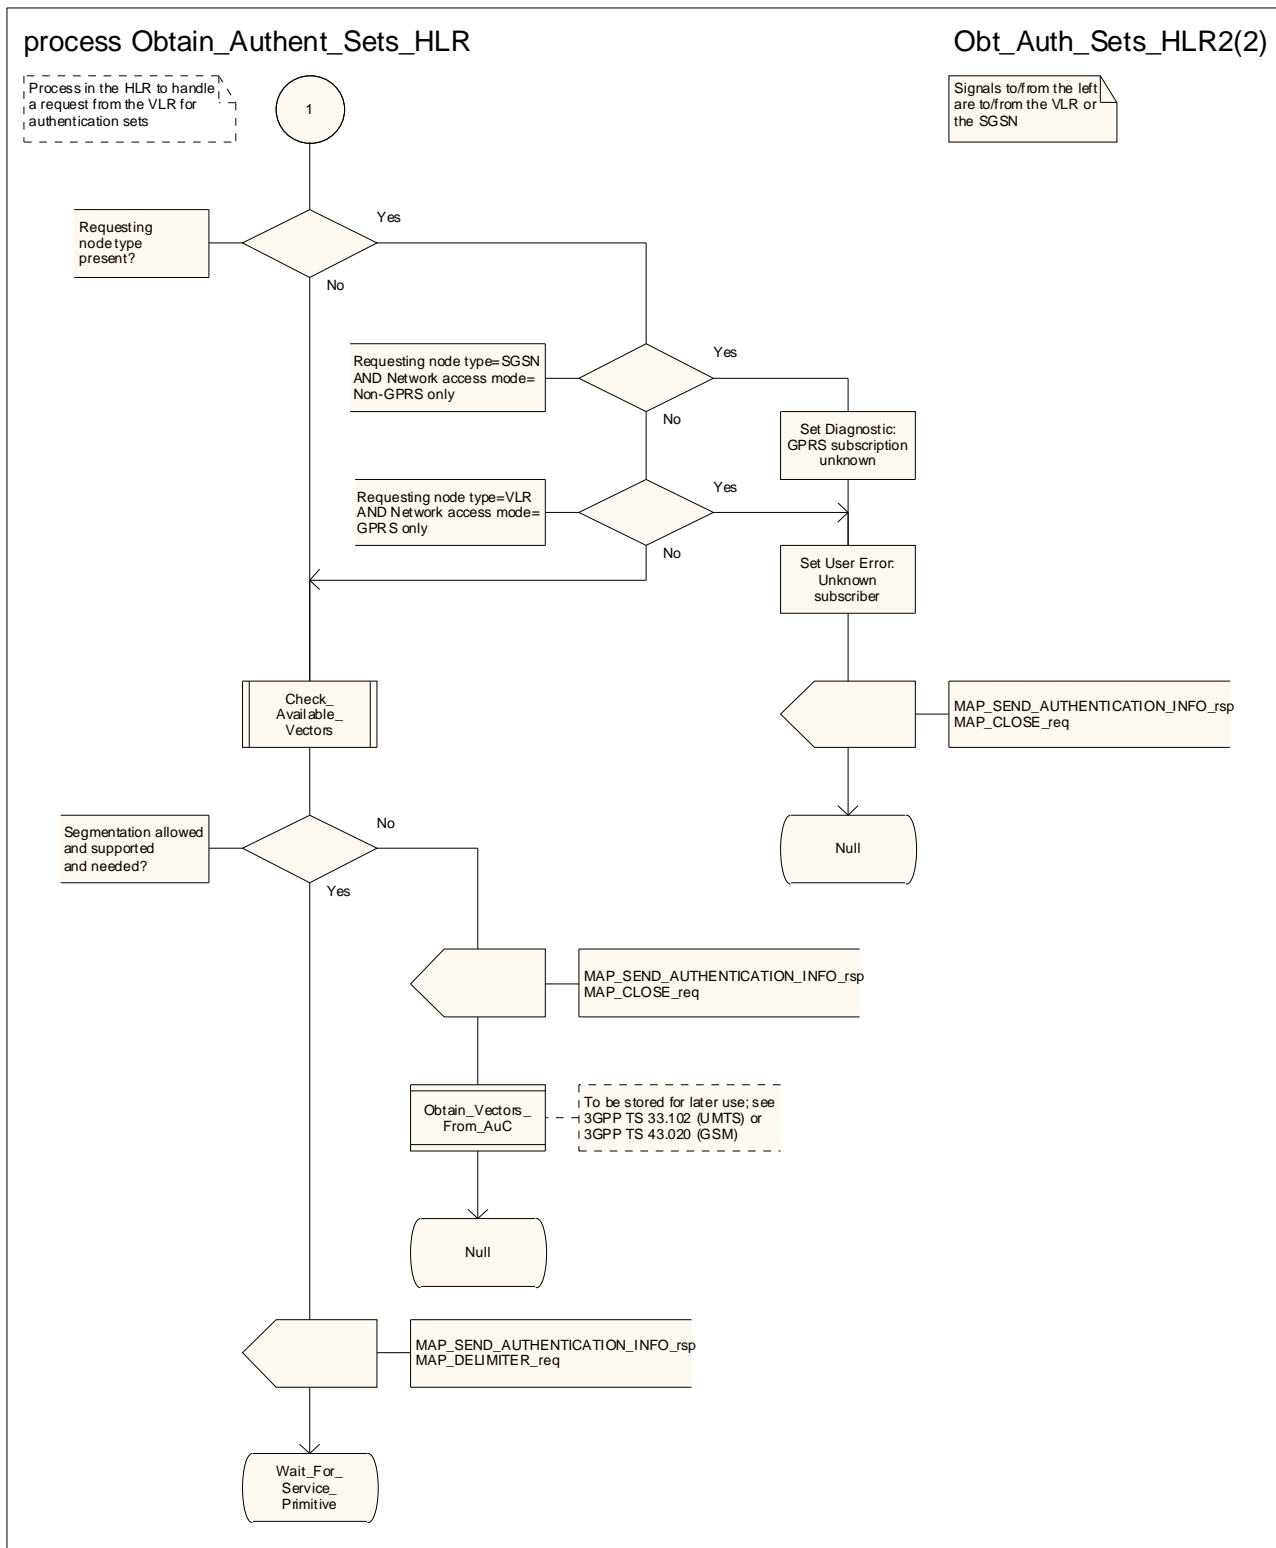 process Obtain_Authent_Sets_HLR
Obt_Auth_Sets_HLR2(2)
Process in the HLR to handle
a request from the VLR for
authentication sets
1
Signals to/from the left
are to/from the VLR or
the SGSN
Requesting
node type
present?
Yes
No
Requesting node type=SGSN
AND Network access mode=
Non-GPRS only
Yes
No
Set Diagnostic:
GPRS subscription
unknown
Requesting node type=VLR
AND Network access mode=
GPRS only
Yes
No
Set User Error:
Unknown
subscriber
Check_
Available_
Vectors
MAP_SEND_AUTHENTICATION_INFO_rsp
MAP_CLOSE_req
Segmentation allowed
and supported
and needed?
No
Yes
Null
MAP_SEND_AUTHENTICATION_INFO_rsp
MAP_CLOSE_req
Obtain_Vectors_
From_AuC
To be stored for later use; see
3GPP TS 33.102 (UMTS) or
3GPP TS 43.020 (GSM)
Null
MAP_SEND_AUTHENTICATION_INFO_rsp
MAP_DELIMITER_req
Wait_For_
Service_
Primitive